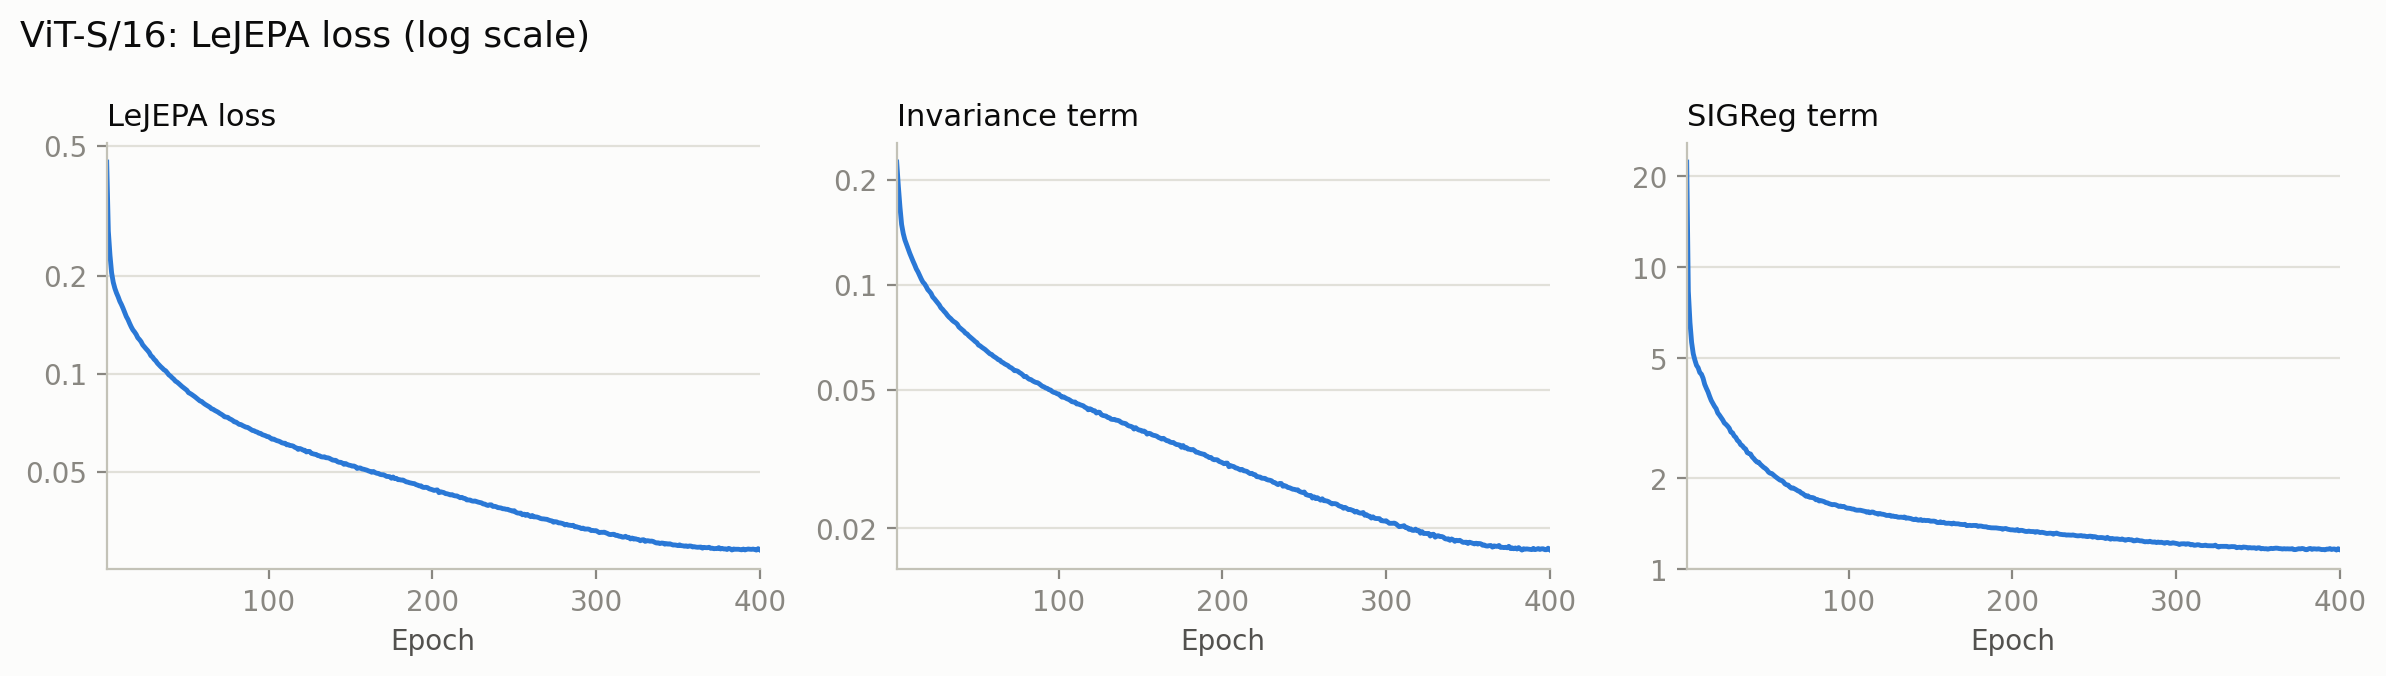 ViT-S/16: LeJEPA loss (log scale)
LeJEPA loss
0.5
0.2
0.1
0.05
100 200 300 400
Epoch
Invariance term
0.2
0.1
0.05
0.02
100 200 300 400
Epoch
SIGReg term
20
10
5
2
1
100 200 300 400
Epoch